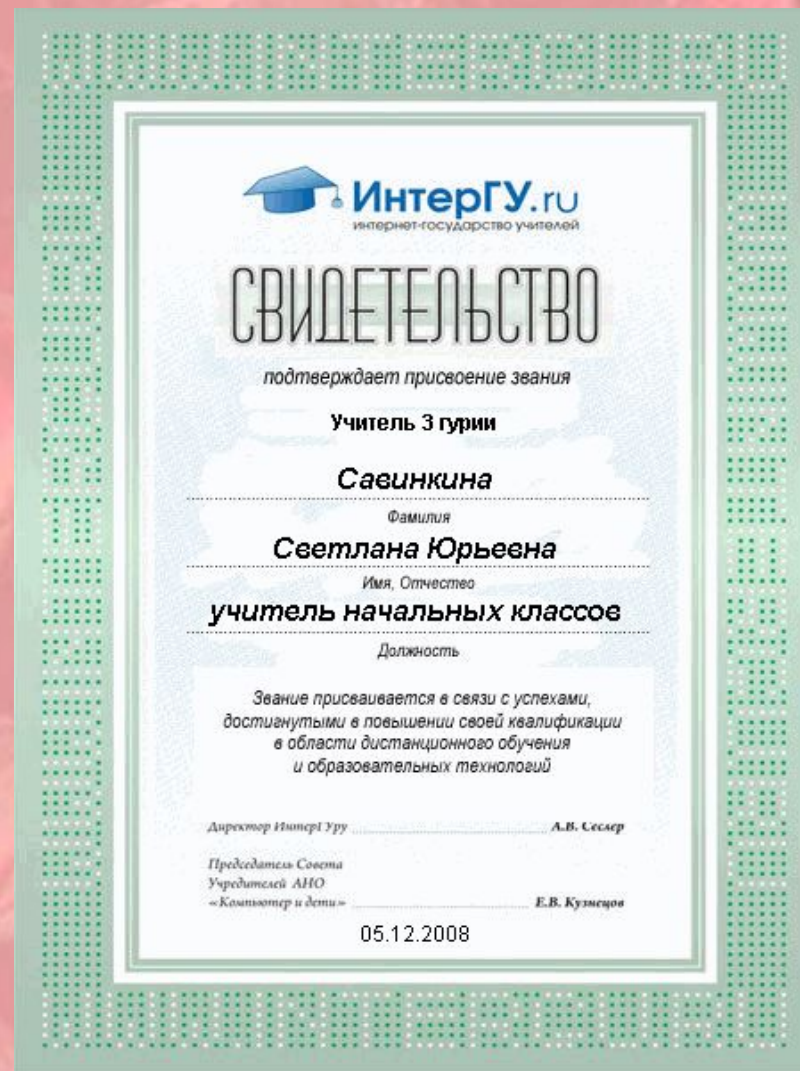 ИнтерГУ.ru
интернет-государство учителей
СВИДЕТЕЛЬСТВО
подтверждает присвоение звания
Учитель 3 гурии
Савинкина
Фамилия
Светлана Юрьевна
Имя, Отчество
учитель начальных классов
Должность
Звание присваивается в связи с успехами,
достигнутыми в повышении своей квалификации
в области дистанционного обучения
и образовательных технологий
Директор ИнтерГУру А.В. Сеслер
Председатель Совета
Учредителей АНО
«Компьютер и дети» Е.В. Кузнецов
05.12.2008